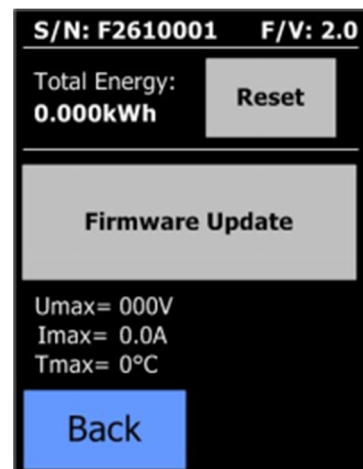 S/N: F2610001 F/V: 2.0
Total Energy:
0.000kWh
Reset
Firmware Update
Umax= 000V
Imax= 0.0A
Tmax= 0°C
Back